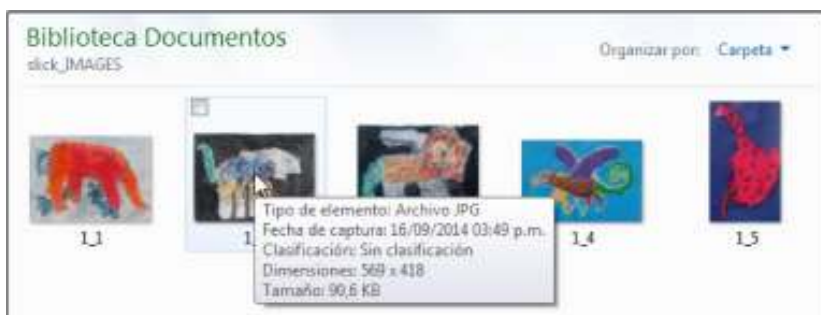 Biblioteca Documentos
slick_IMAGES
Organizar por: Carpeta
1_1
1_
1_4
1_5
Tipo de elemento: Archivo JPG
Fecha de captura: 16/09/2014 03:49 p.m.
Clasificación: Sin clasificación
Dimensiones: 569 x 418
Tamaño: 90,6 KB